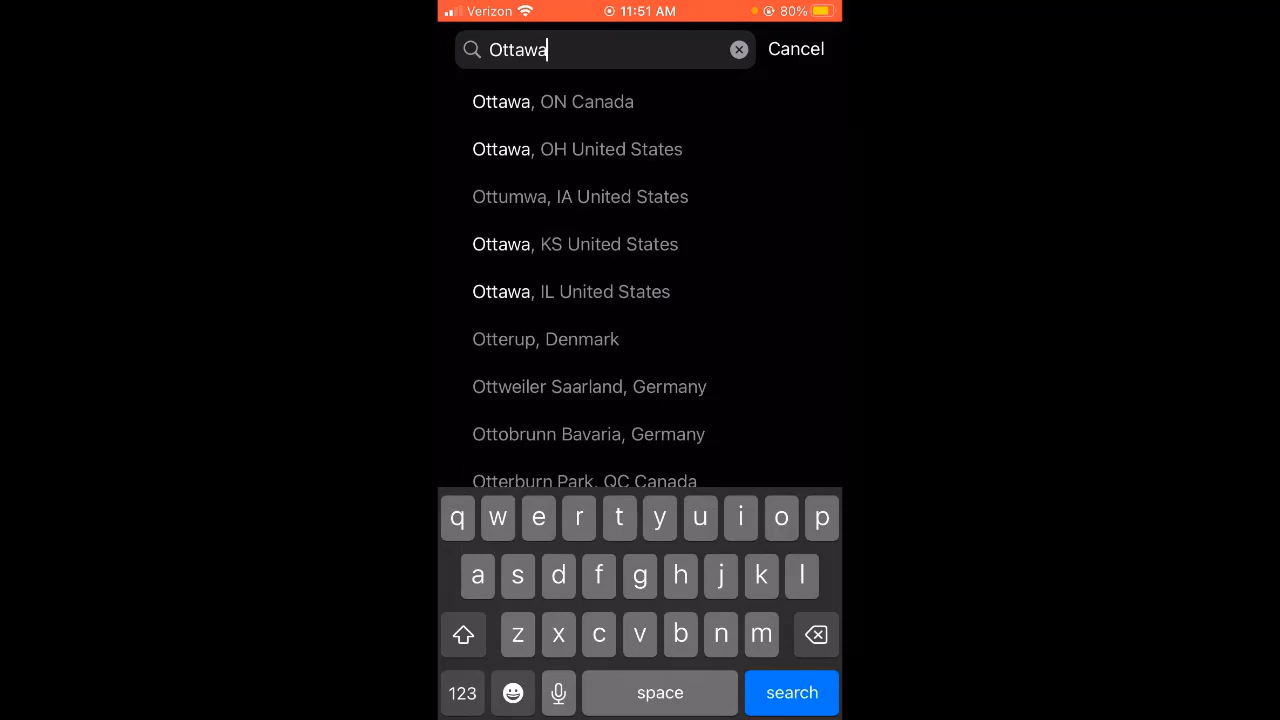 Verizon 11:51 AM 80%
Ottawa Cancel
Ottawa, ON Canada
Ottawa, OH United States
Ottumwa, IA United States
Ottawa, KS United States
Ottawa, IL United States
Otterup, Denmark
Ottweiler Saarland, Germany
Ottobrunn Bavaria, Germany
Otterburn Park, QC Canada
q w e r t y u i o p
a s d f g h j k l
z x c v b n m
123 space search